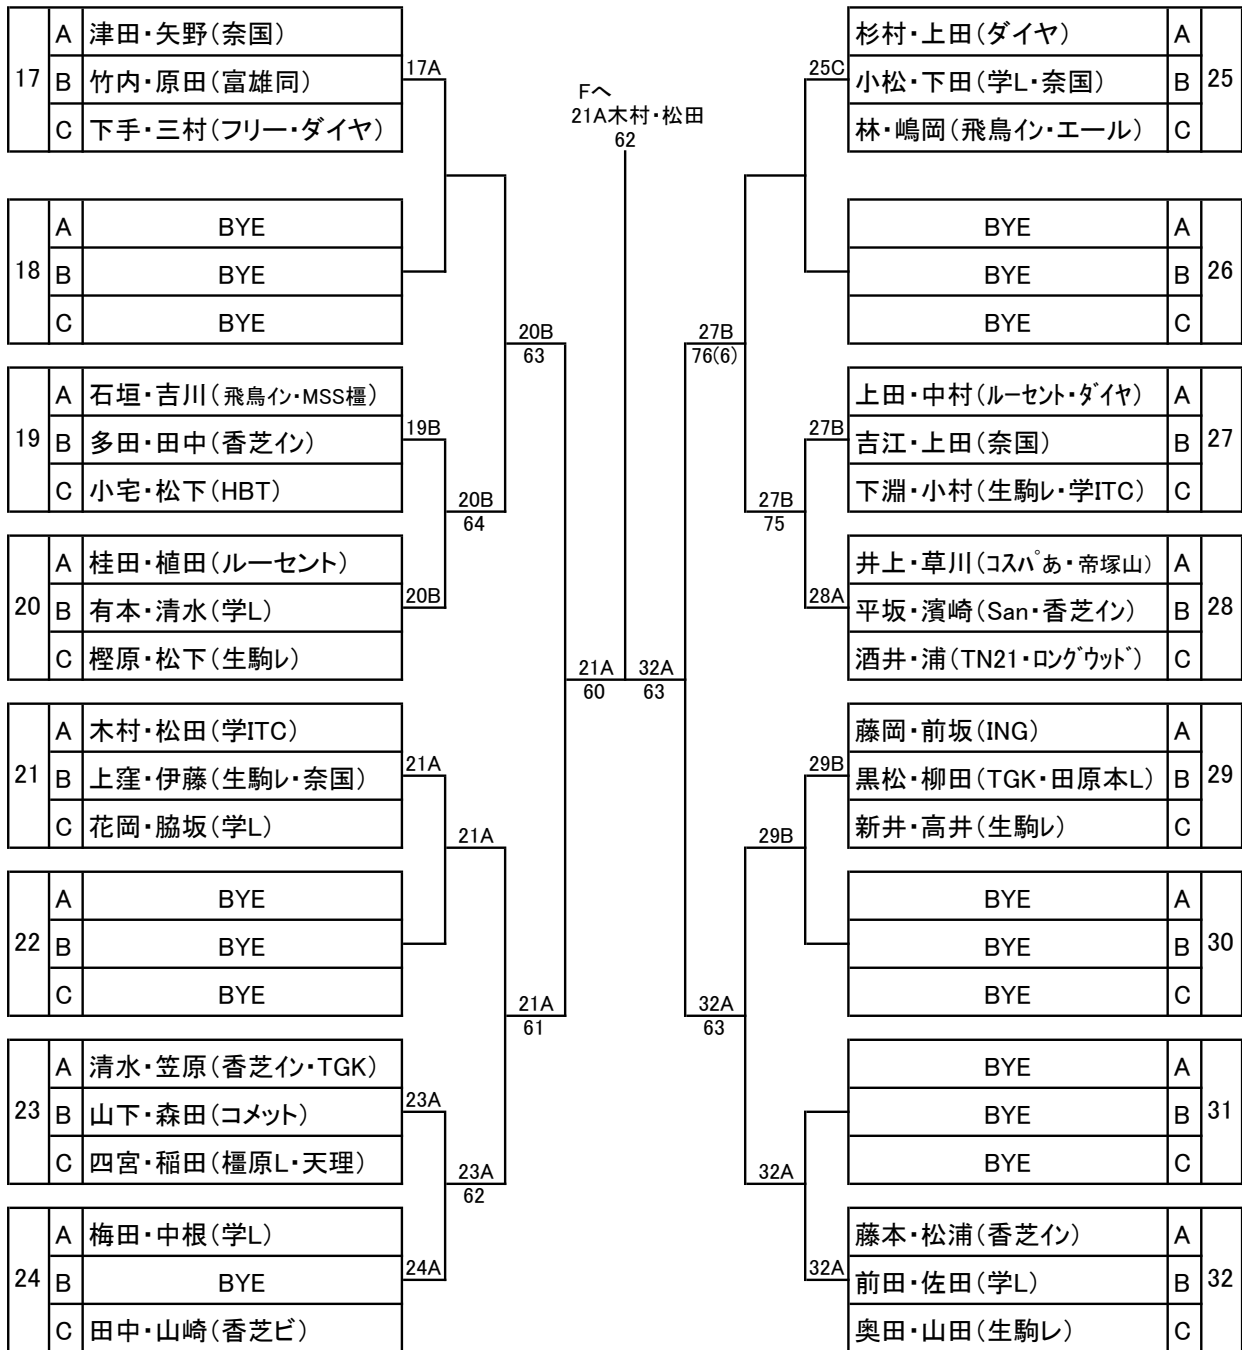 17
A 津田・矢野(奈国)
B 竹内・原田(富雄同)
C 下手・三村(フリー・ダイヤ)
17A
18
A BYE
B BYE
C BYE
20B
63
19
A 石垣・吉川(飛鳥イン・MSS橿)
B 多田・田中(香芝イン)
C 小宅・松下(HBT)
19B
20B
64
20
A 桂田・植田(ルーセント)
B 有本・清水(学L)
C 樫原・松下(生駒レ)
20B
21A
60
21
A 木村・松田(学ITC)
B 上窪・伊藤(生駒レ・奈国)
C 花岡・脇坂(学L)
21A
21A
22
A BYE
B BYE
C BYE
21A
61
23
A 清水・笠原(香芝イン・TGK)
B 山下・森田(コメット)
C 四宮・稲田(橿原L・天理)
23A
23A
62
24
A 梅田・中根(学L)
B BYE
C 田中・山崎(香芝ビ)
24A
Fへ
21A木村・松田
62
杉村・上田(ダイヤ) A
小松・下田(学L・奈国) B
林・嶋岡(飛鳥イン・エール) C
25
25C
BYE A
BYE B
BYE C
26
27B
76(6)
上田・中村(ルーセント・ダイヤ) A
吉江・上田(奈国) B
下淵・小村(生駒レ・学ITC) C
27
27B
27B
75
井上・草川(コスパあ・帝塚山) A
平坂・濱崎(San・香芝イン) B
酒井・浦(TN21・ロングウッド) C
28
28A
32A
63
藤岡・前坂(ING) A
黒松・柳田(TGK・田原本L) B
新井・高井(生駒レ) C
29
29B
29B
BYE A
BYE B
BYE C
30
32A
63
BYE A
BYE B
BYE C
31
32A
藤本・松浦(香芝イン) A
前田・佐田(学L) B
奥田・山田(生駒レ) C
32
32A